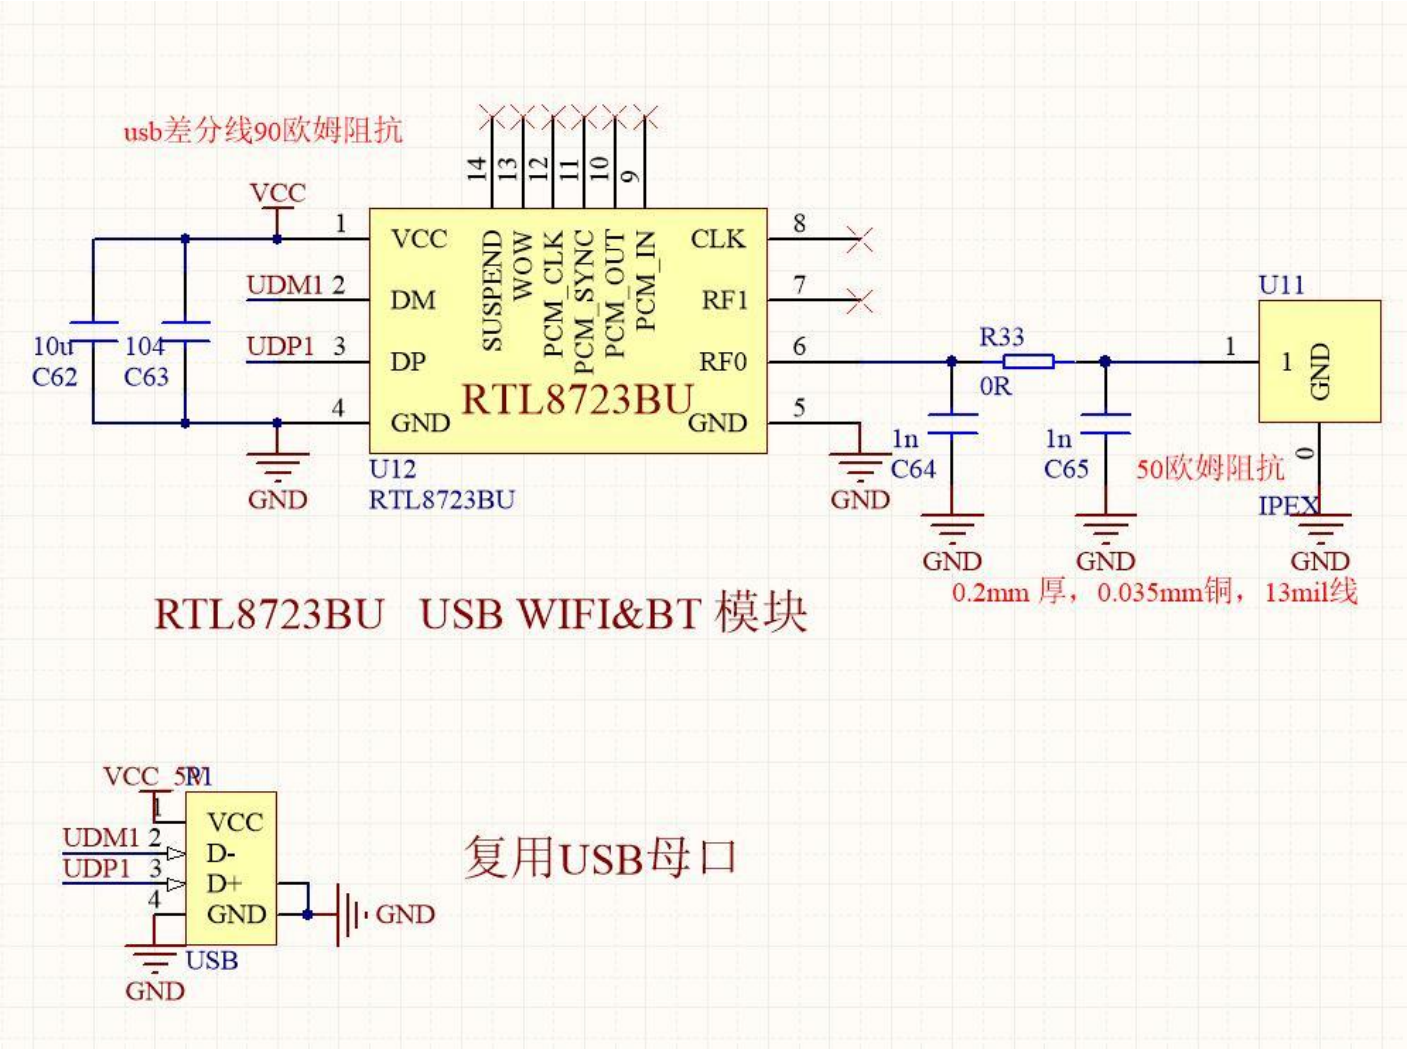 usb差分线90欧姆阻抗
14
13
12
11
10
9
VCC
1
VCC
SUSPEND
WOW
PCM_CLK
PCM_SYNC
PCM_OUT
PCM_IN
CLK
8
UDM1
2
DM
RF1
7
U11
10u
C62
104
C63
UDP1
3
DP
RF0
6
R33
0R
1
1
GND
4
GND
RTL8723BU
GND
5
1n
C64
1n
C65
50欧姆阻抗
0
U12
RTL8723BU
GND
GND
IPEX
GND
GND
GND
0.2mm 厚，0.035mm铜，13mil线
RTL8723BU USB WIFI&BT 模块
VCC_5V
P1
1
VCC
UDM1
2
D-
UDP1
3
D+
4
GND
GND
USB
GND
复用USB母口